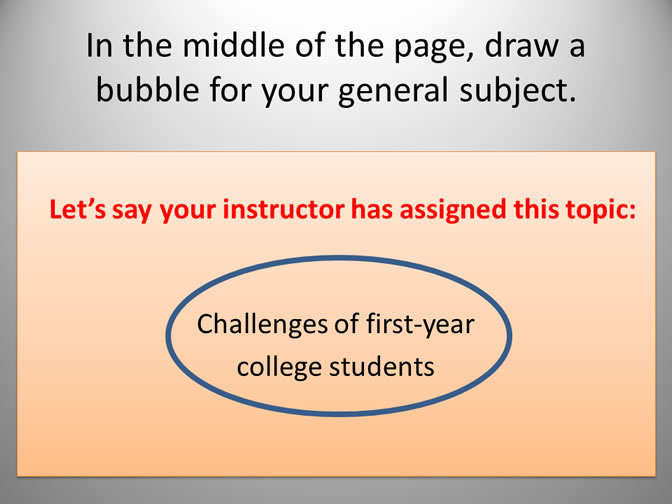 In the middle of the page, draw a
bubble for your general subject.
Let’s say your instructor has assigned this topic:
Challenges of first-year
college students